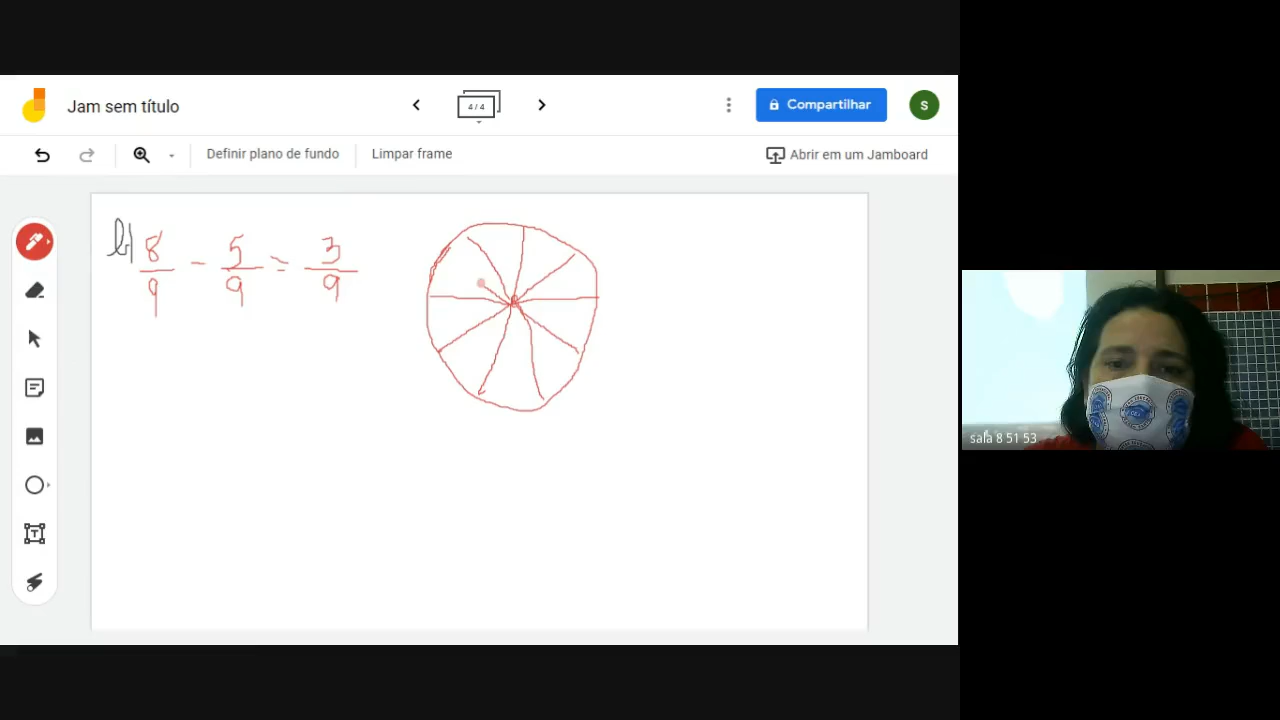 Jam sem título
4 / 4
Compartilhar
S
Definir plano de fundo
Limpar frame
Abrir em um Jamboard
b) 8/9 - 5/9 = 3/9
T
sala 8 51 53